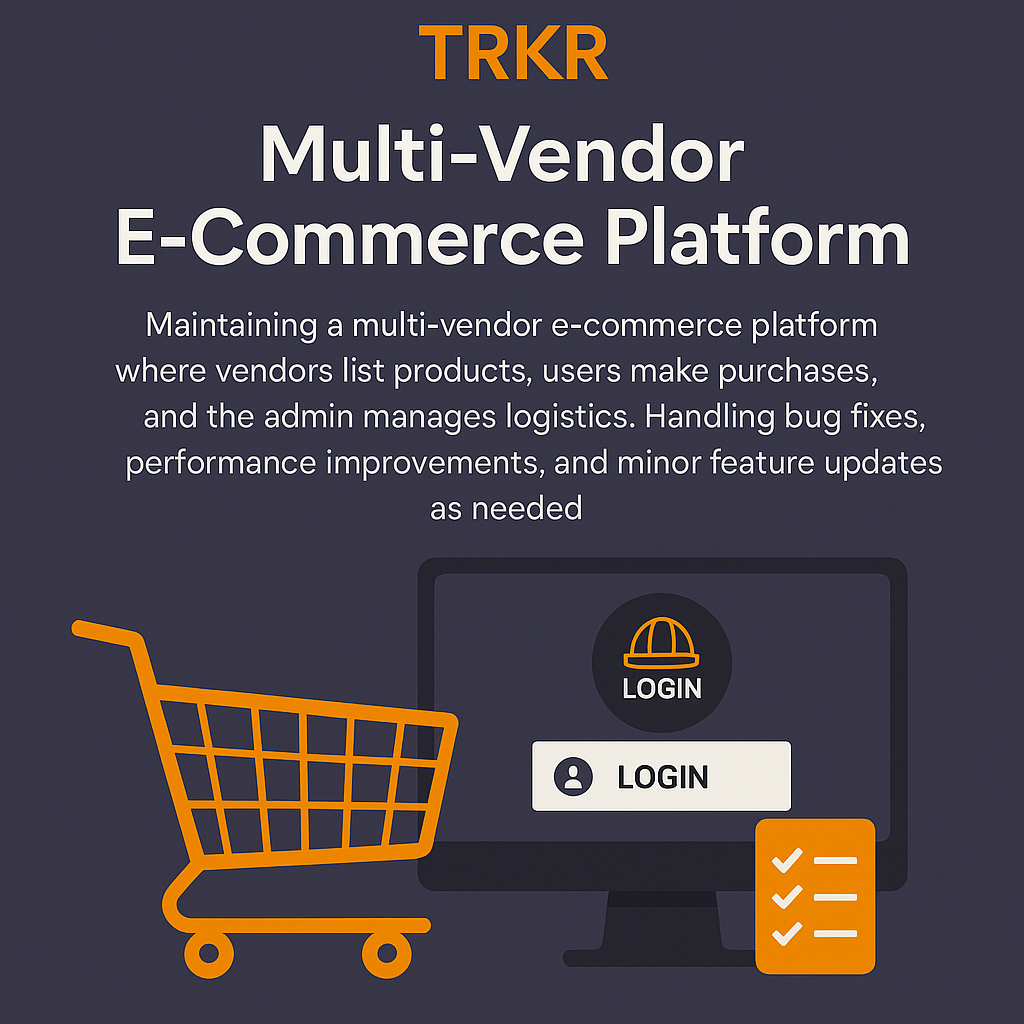 TRKR
Multi-Vendor
E-Commerce Platform
Maintaining a multi-vendor e-commerce platform
where vendors list products, users make purchases,
and the admin manages logistics. Handling bug fixes,
performance improvements, and minor feature updates
as needed
LOGIN
LOGIN